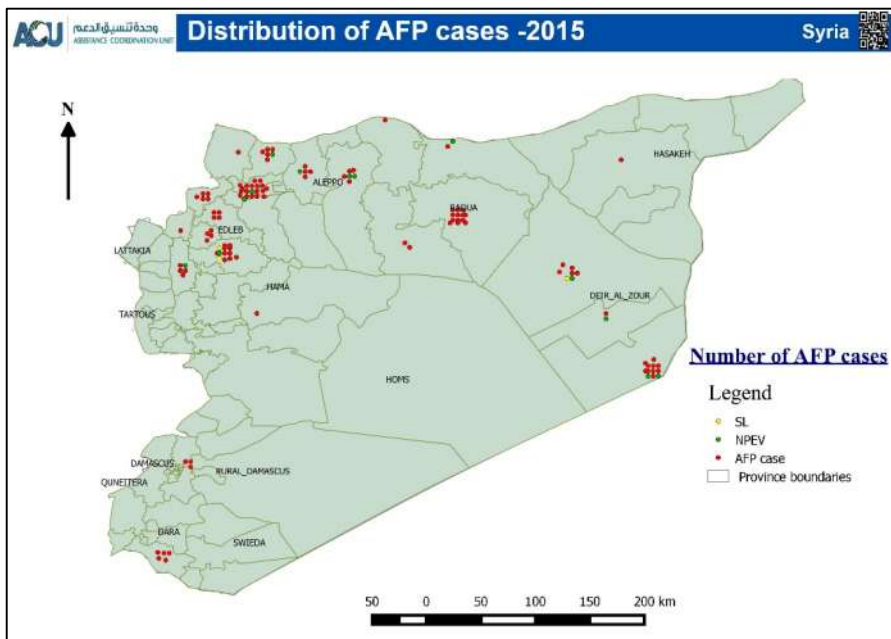 ACU
وحدة تنسيق الدعم
ASSISTANCE COORDINATION UNIT
Distribution of AFP cases -2015
Syria
N
HASAKEH
ALEPPO
RAQUA
EDLEB
LATTAKIA
HAMA
DEIR_AL_ZOUR
TARTOUS
HOMS
Number of AFP cases
Legend
SL
NPEV
AFP case
Province boundaries
DAMASCUS
RURAL_DAMASCUS
QUNEITERA
DARA
SWIEDA
50 0 50 100 150 200 km